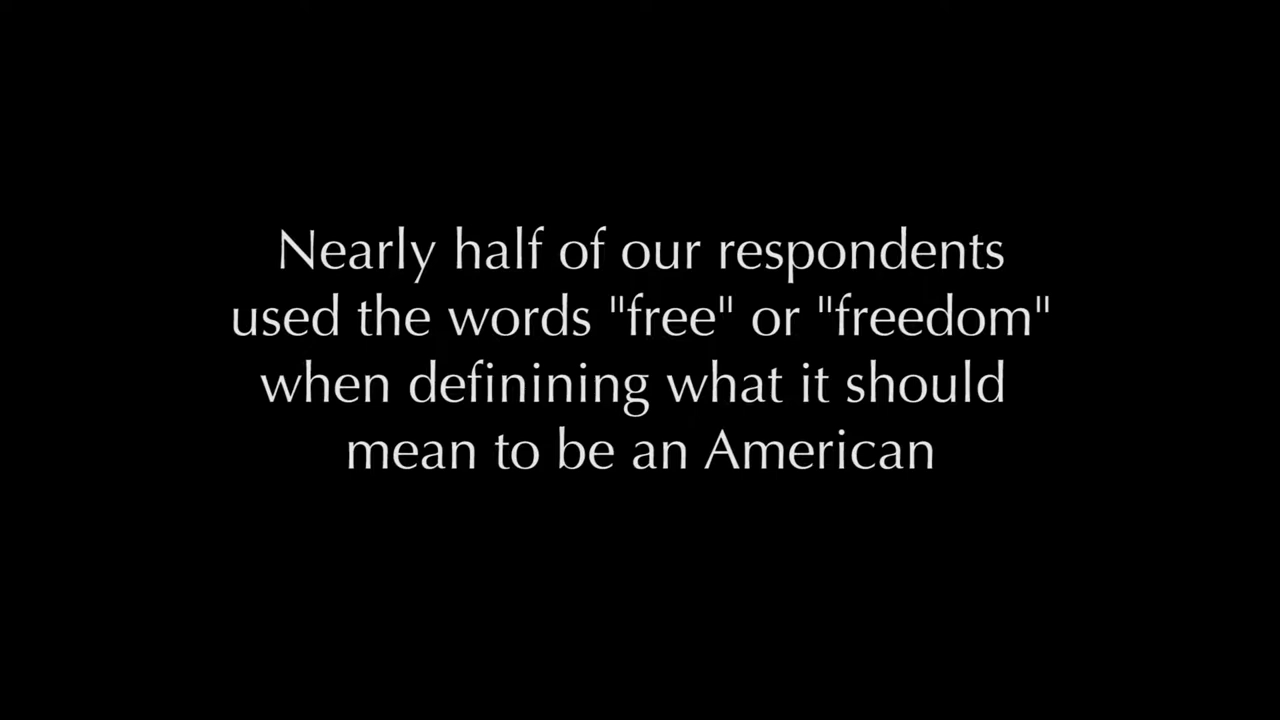 Nearly half of our respondents
used the words "free" or "freedom"
when definining what it should
mean to be an American